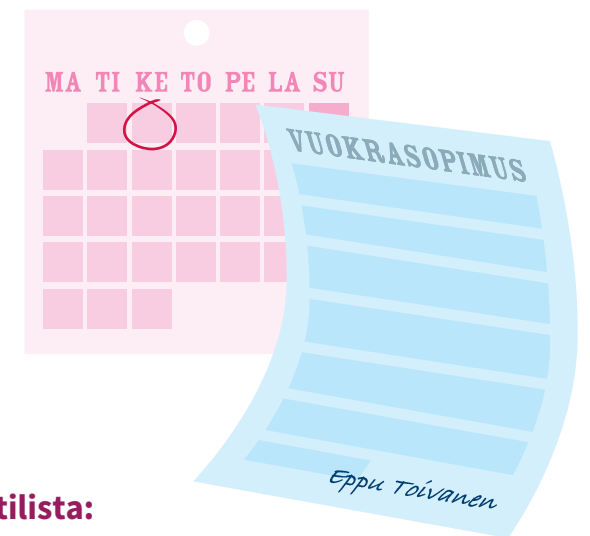 MA TI KE TO PE LA SU
VUOKRASOPIMUS
Eppu Toivanen
tilista: